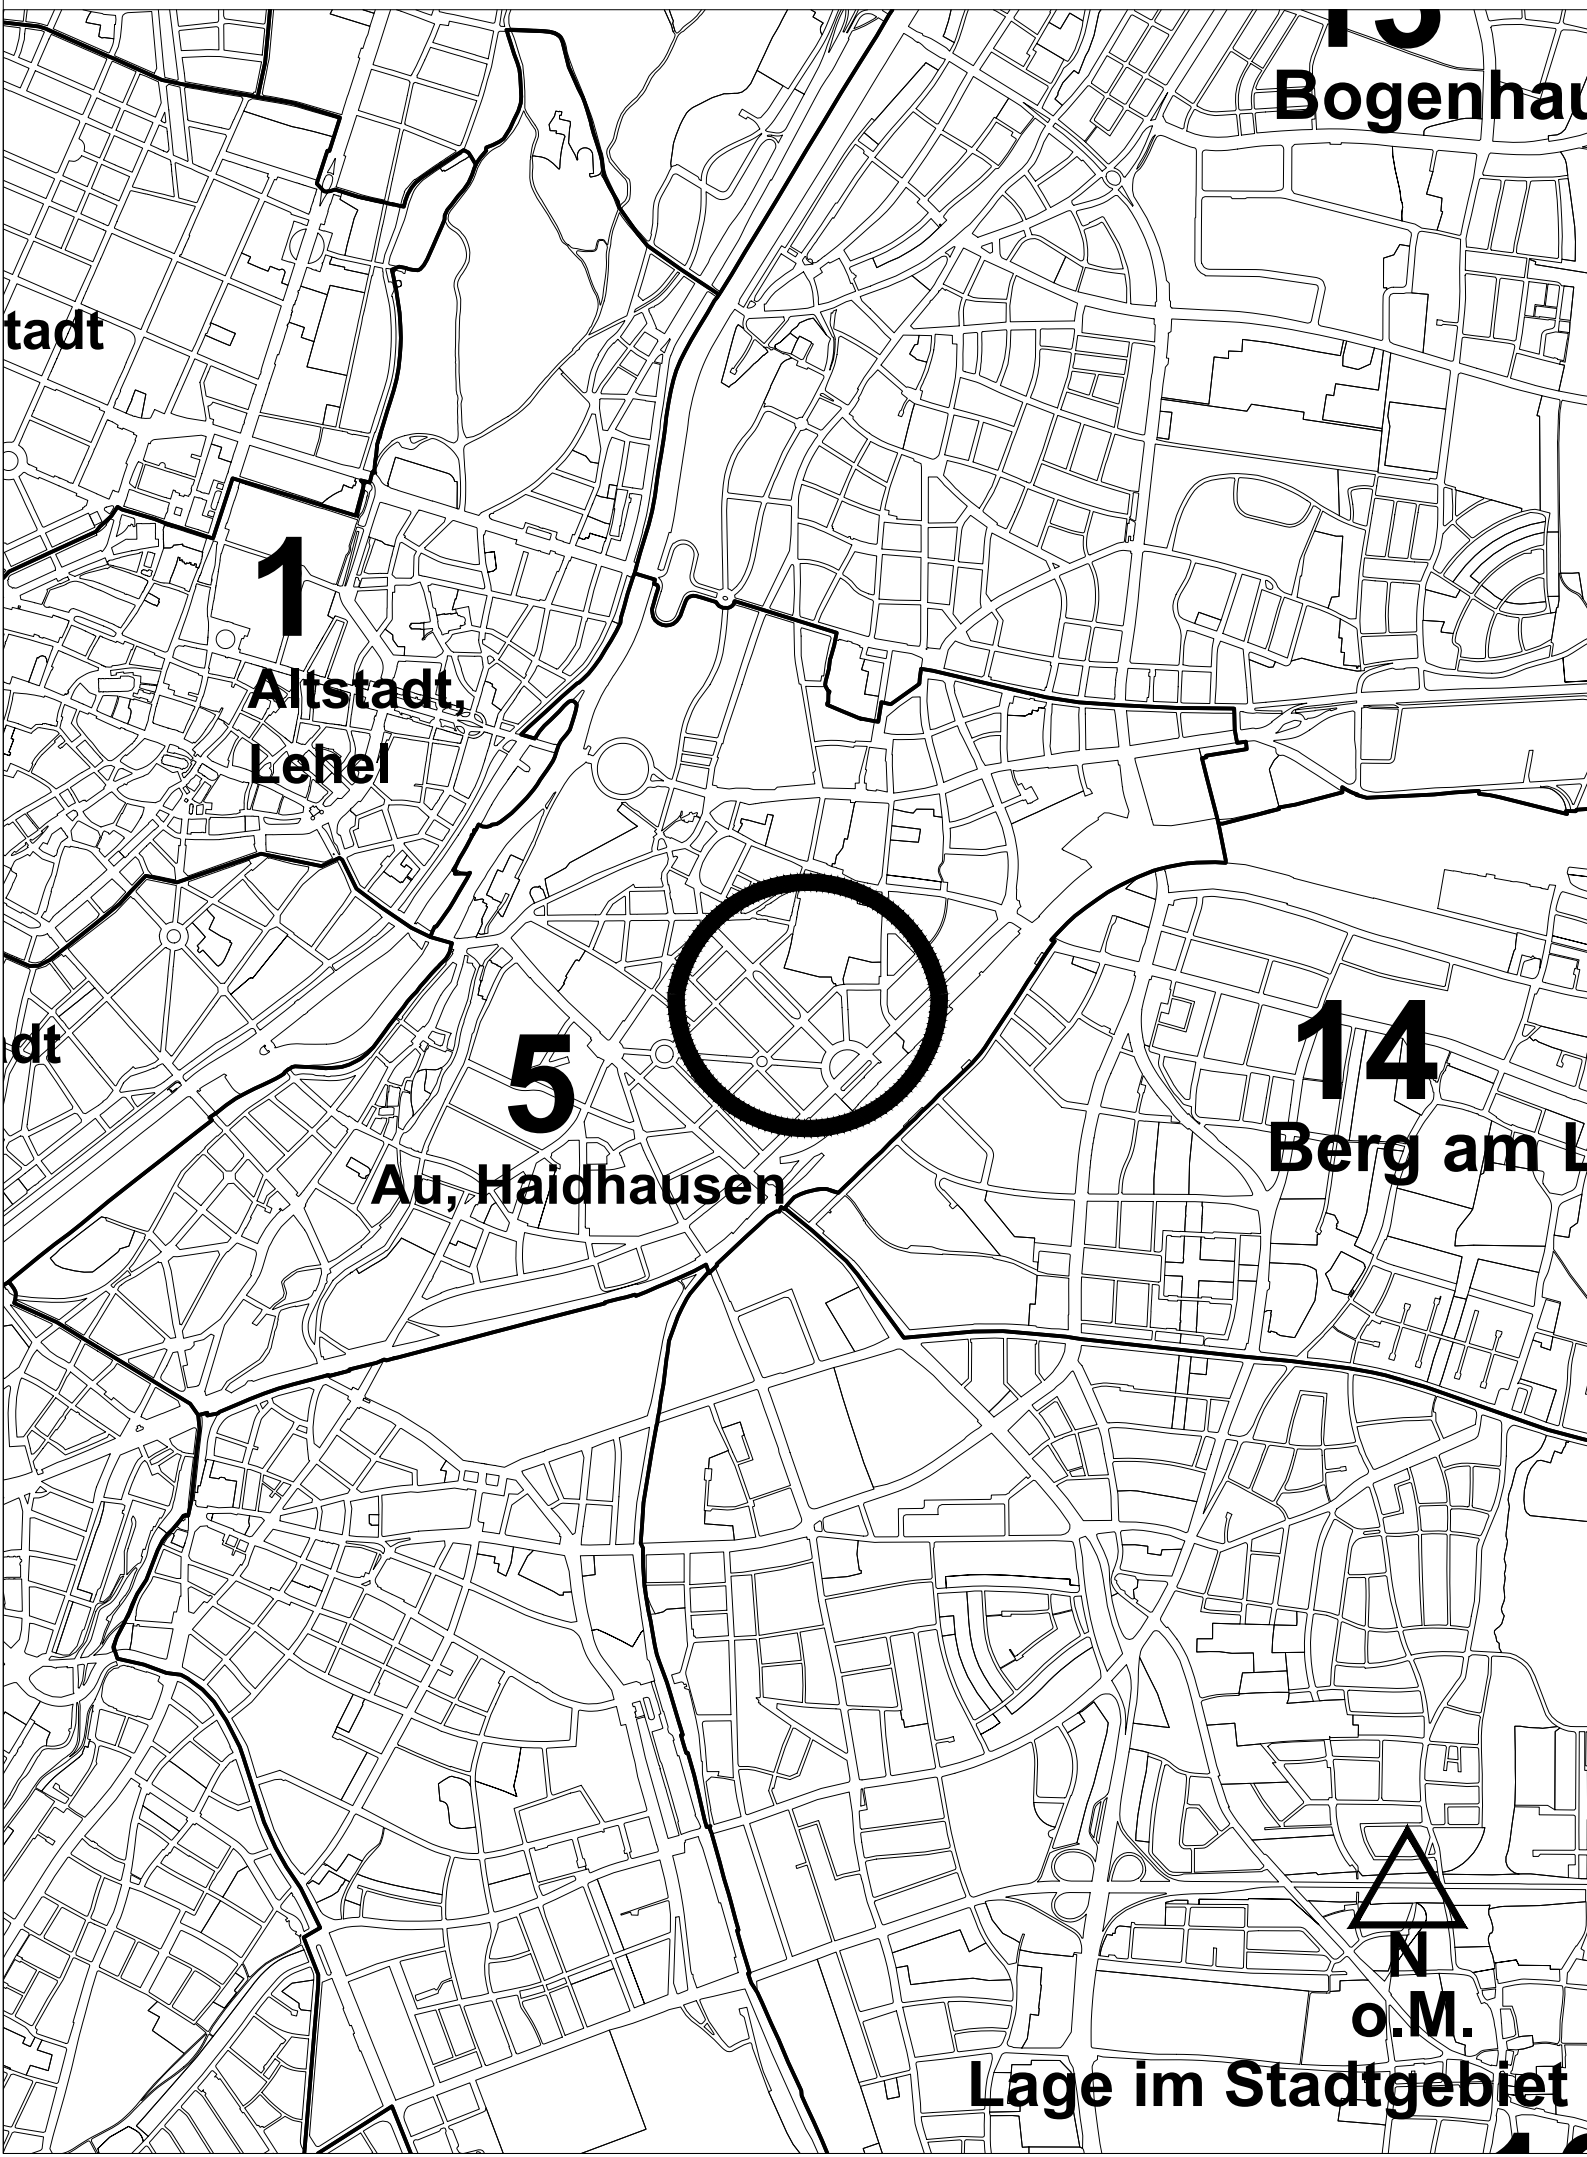 Bogenhau
tadt
1
Altstadt,
Lehel
dt
5
Au, Haidhausen
14
Berg am L
N
o.M.
Lage im Stadtgebiet